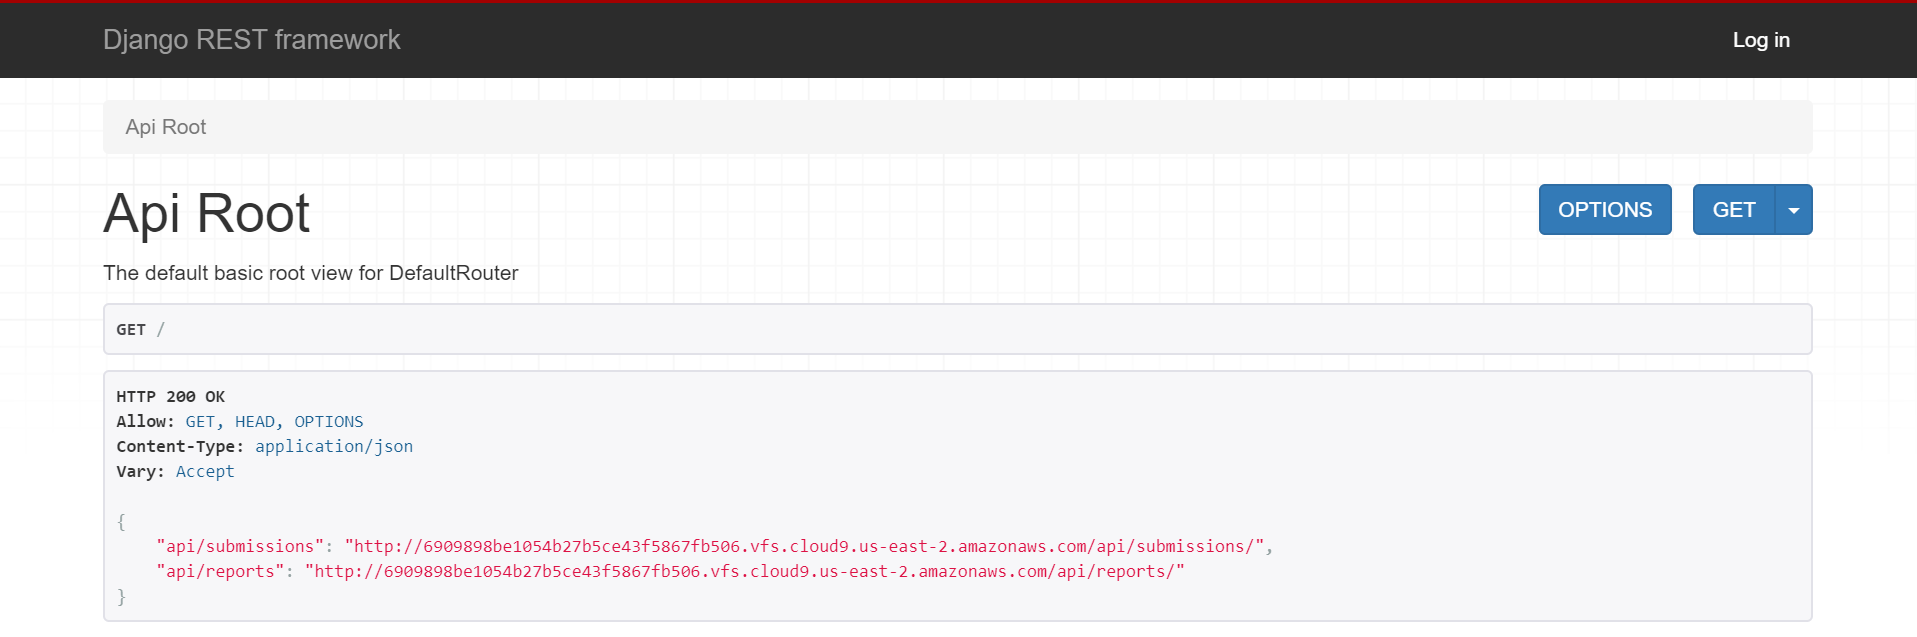 Django REST framework
Log in
Api Root
Api Root
OPTIONS
GET
The default basic root view for DefaultRouter
GET /
HTTP 200 OK
Allow: GET, HEAD, OPTIONS
Content-Type: application/json
Vary: Accept
{
    "api/submissions": "http://6909898be1054b27b5ce43f5867fb506.vfs.cloud9.us-east-2.amazonaws.com/api/submissions/",
    "api/reports": "http://6909898be1054b27b5ce43f5867fb506.vfs.cloud9.us-east-2.amazonaws.com/api/reports/"
}